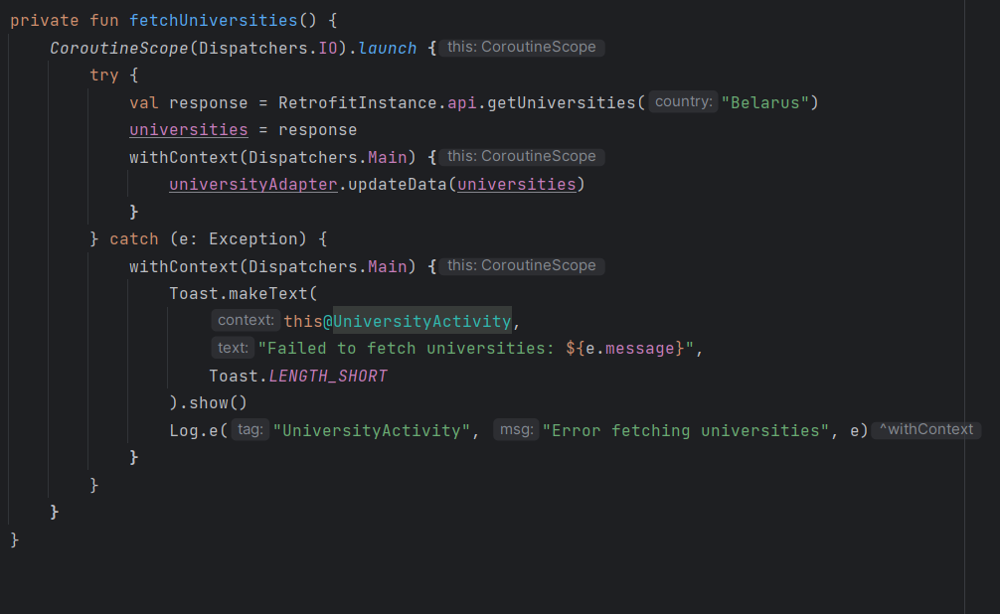 private fun fetchUniversities() {
CoroutineScope(Dispatchers.IO).launch { this: CoroutineScope
try {
val response = RetrofitInstance.api.getUniversities( country: "Belarus")
universities = response
withContext(Dispatchers.Main) { this: CoroutineScope
universityAdapter.updateData(universities)
}
} catch (e: Exception) {
withContext(Dispatchers.Main) { this: CoroutineScope
Toast.makeText(
context: this@UniversityActivity,
text: "Failed to fetch universities: ${e.message}",
Toast.LENGTH_SHORT
).show()
Log.e( tag: "UniversityActivity", msg: "Error fetching universities", e) ^withContext
}
}
}
}